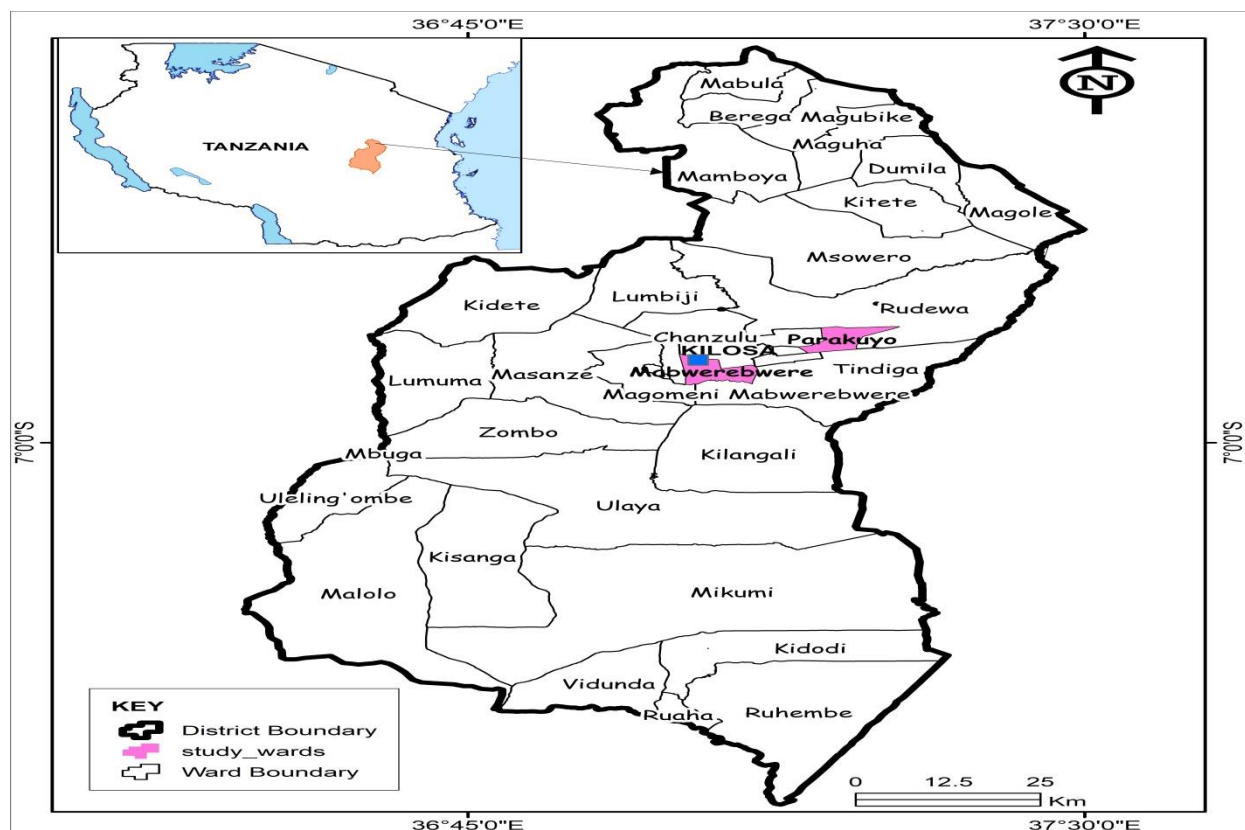 36°45'0"E
37°30'0"E
N
TANZANIA
Mabula
Berega
Magubike
Maguha
Dumila
Mamboya
Kitete
Magole
Msowero
Kidete
Lumbiji
Rudewa
Chanzulu
Parakuyo
KILOSA
Mabwerebwere
Tindiga
Lumuma
Masanze
Magomeni Mabwerebwere
Zombo
7°0'0"S
7°0'0"S
Mbuga
Kilangali
Uleling'ombe
Ulaya
Kisanga
Malolo
Mikumi
Kidodi
Vidunda
Ruaha
Ruhembe
KEY
District Boundary
study_wards
Ward Boundary
0 12.5 25
Km
36°45'0"E
37°30'0"E